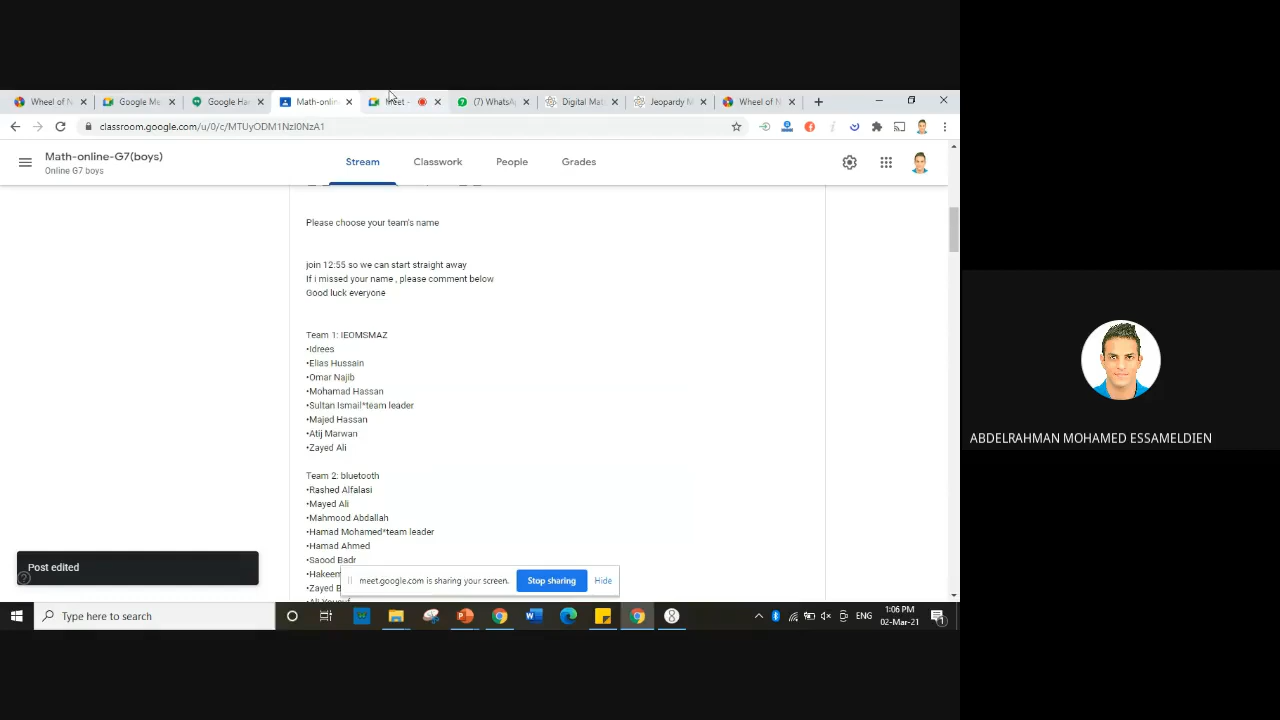 Wheel of N
Google Me
Google Ha
Math-onlin
Meet -
(7) WhatsA
Digital Mat
Jeopardy M
Wheel of N
classroom.google.com/u/0/c/MTUyODM1NzI0NzA1
Math-online-G7(boys)
Online G7 boys
Stream
Classwork
People
Grades
Please choose your team's name
join 12:55 so we can start straight away
If i missed your name , please comment below
Good luck everyone
Team 1: IEOMSMAZ
•Idrees
•Elias Hussain
•Omar Najib
•Mohamad Hassan
•Sultan Ismail*team leader
•Majed Hassan
•Atij Marwan
•Zayed Ali
Team 2: bluetooth
•Rashed Alfalasi
•Mayed Ali
•Mahmood Abdallah
•Hamad Mohamed*team leader
•Hamad Ahmed
•Saood Badr
•Hakeem
•Zayed B
Post edited
meet.google.com is sharing your screen.
Stop sharing
Hide
Type here to search
ENG
1:06 PM
02-Mar-21
ABDELRAHMAN MOHAMED ESSAMELDIEN